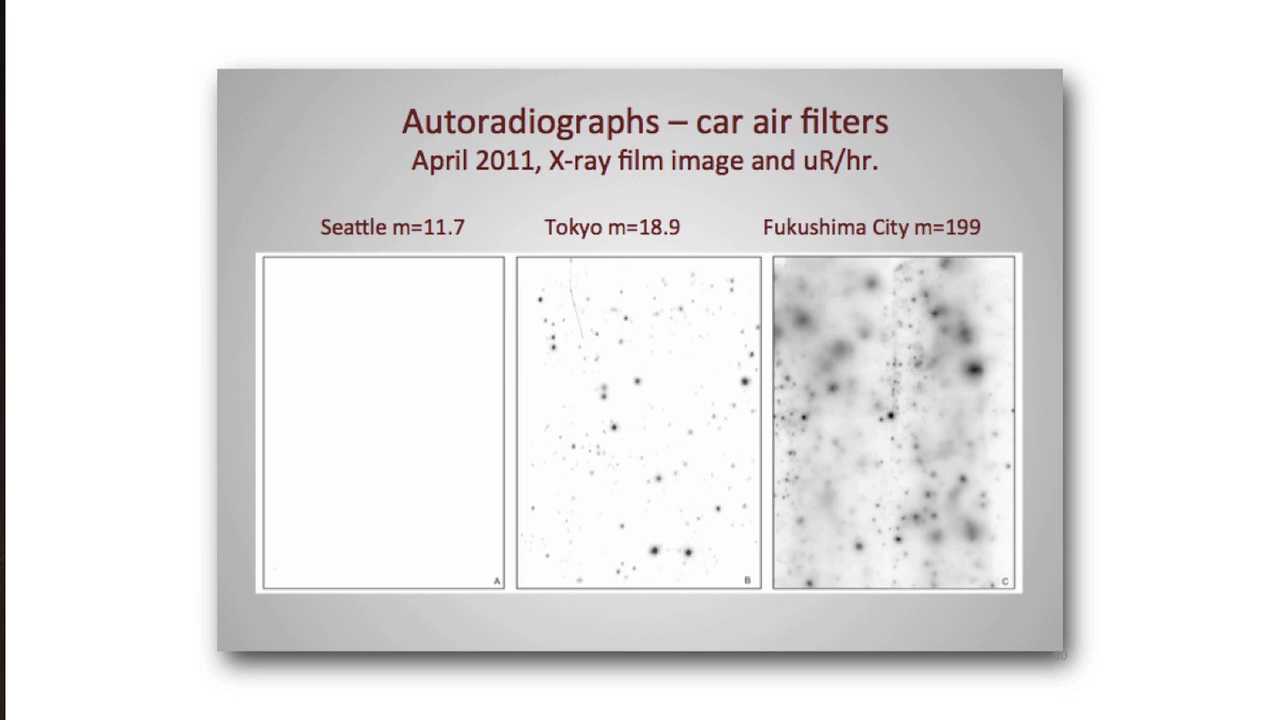 Autoradiographs – car air filters
April 2011, X-ray film image and uR/hr.
Seattle m=11.7
Tokyo m=18.9
Fukushima City m=199
A
B
C